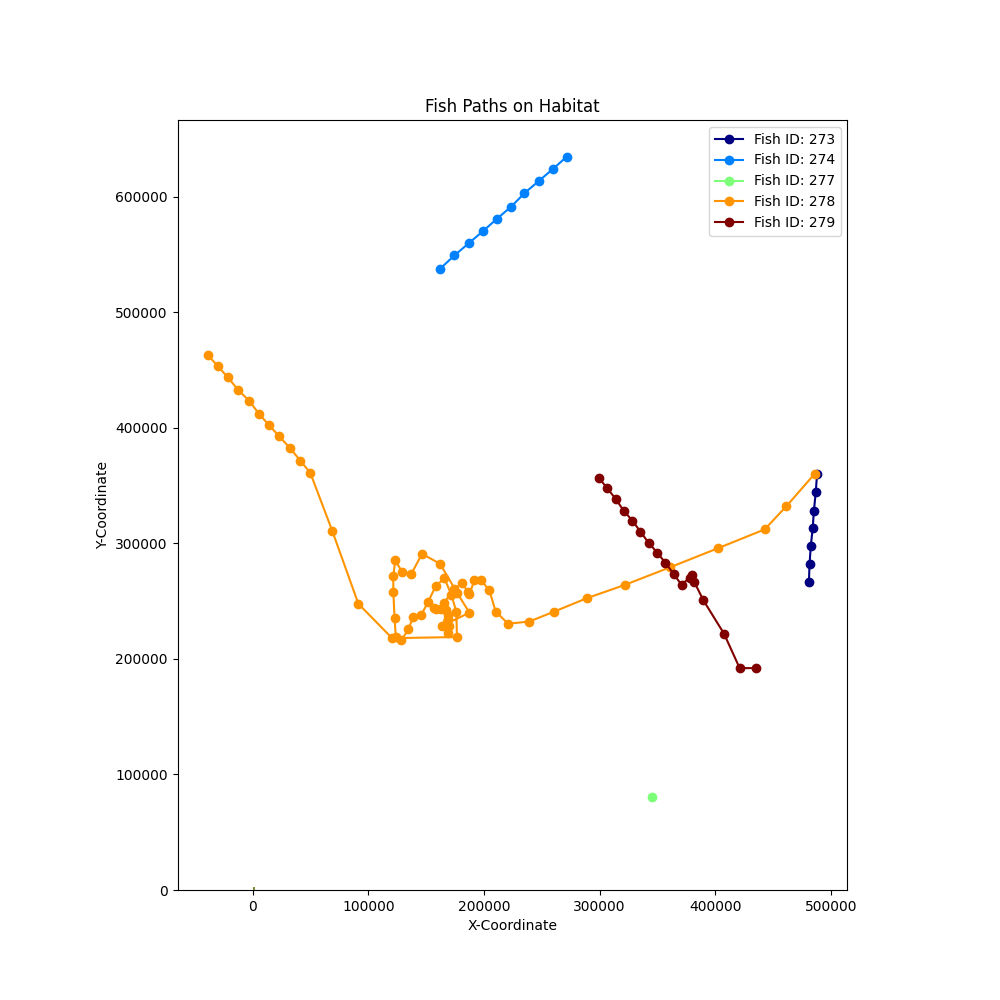 Fish Paths on Habitat
Fish ID: 273
Fish ID: 274
Fish ID: 277
Fish ID: 278
Fish ID: 279
600000
500000
400000
300000
200000
100000
0
Y-Coordinate
0 100000 200000 300000 400000 500000
X-Coordinate